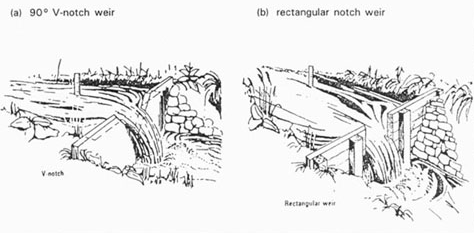 (a) 90° V-notch weir
(b) rectangular notch weir
V notch
Rectangular weir